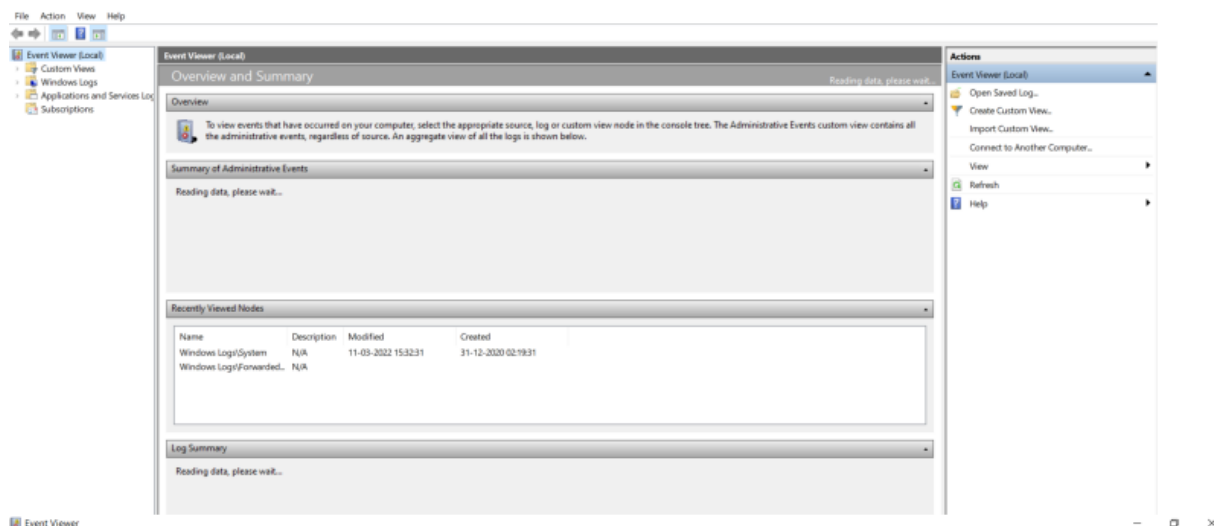 File Action View Help
Event Viewer (Local)
Custom Views
Windows Logs
Applications and Services Log
Subscriptions
Event Viewer (Local)
Overview and Summary
Reading data, please wait...
Overview
To view events that have occurred on your computer, select the appropriate source, log or custom view node in the console tree. The Administrative Events custom view contains all
the administrative events, regardless of source. An aggregate view of all the logs is shown below.
Summary of Administrative Events
Reading data, please wait...
Recently Viewed Nodes
Name Description Modified Created
Windows Logs\System N/A 11-03-2022 15:32:31 31-12-2020 02:19:31
Windows Logs\Forwarded... N/A
Log Summary
Reading data, please wait...
Actions
Event Viewer (Local)
Open Saved Log...
Create Custom View...
Import Custom View...
Connect to Another Computer...
View
Refresh
Help
Event Viewer